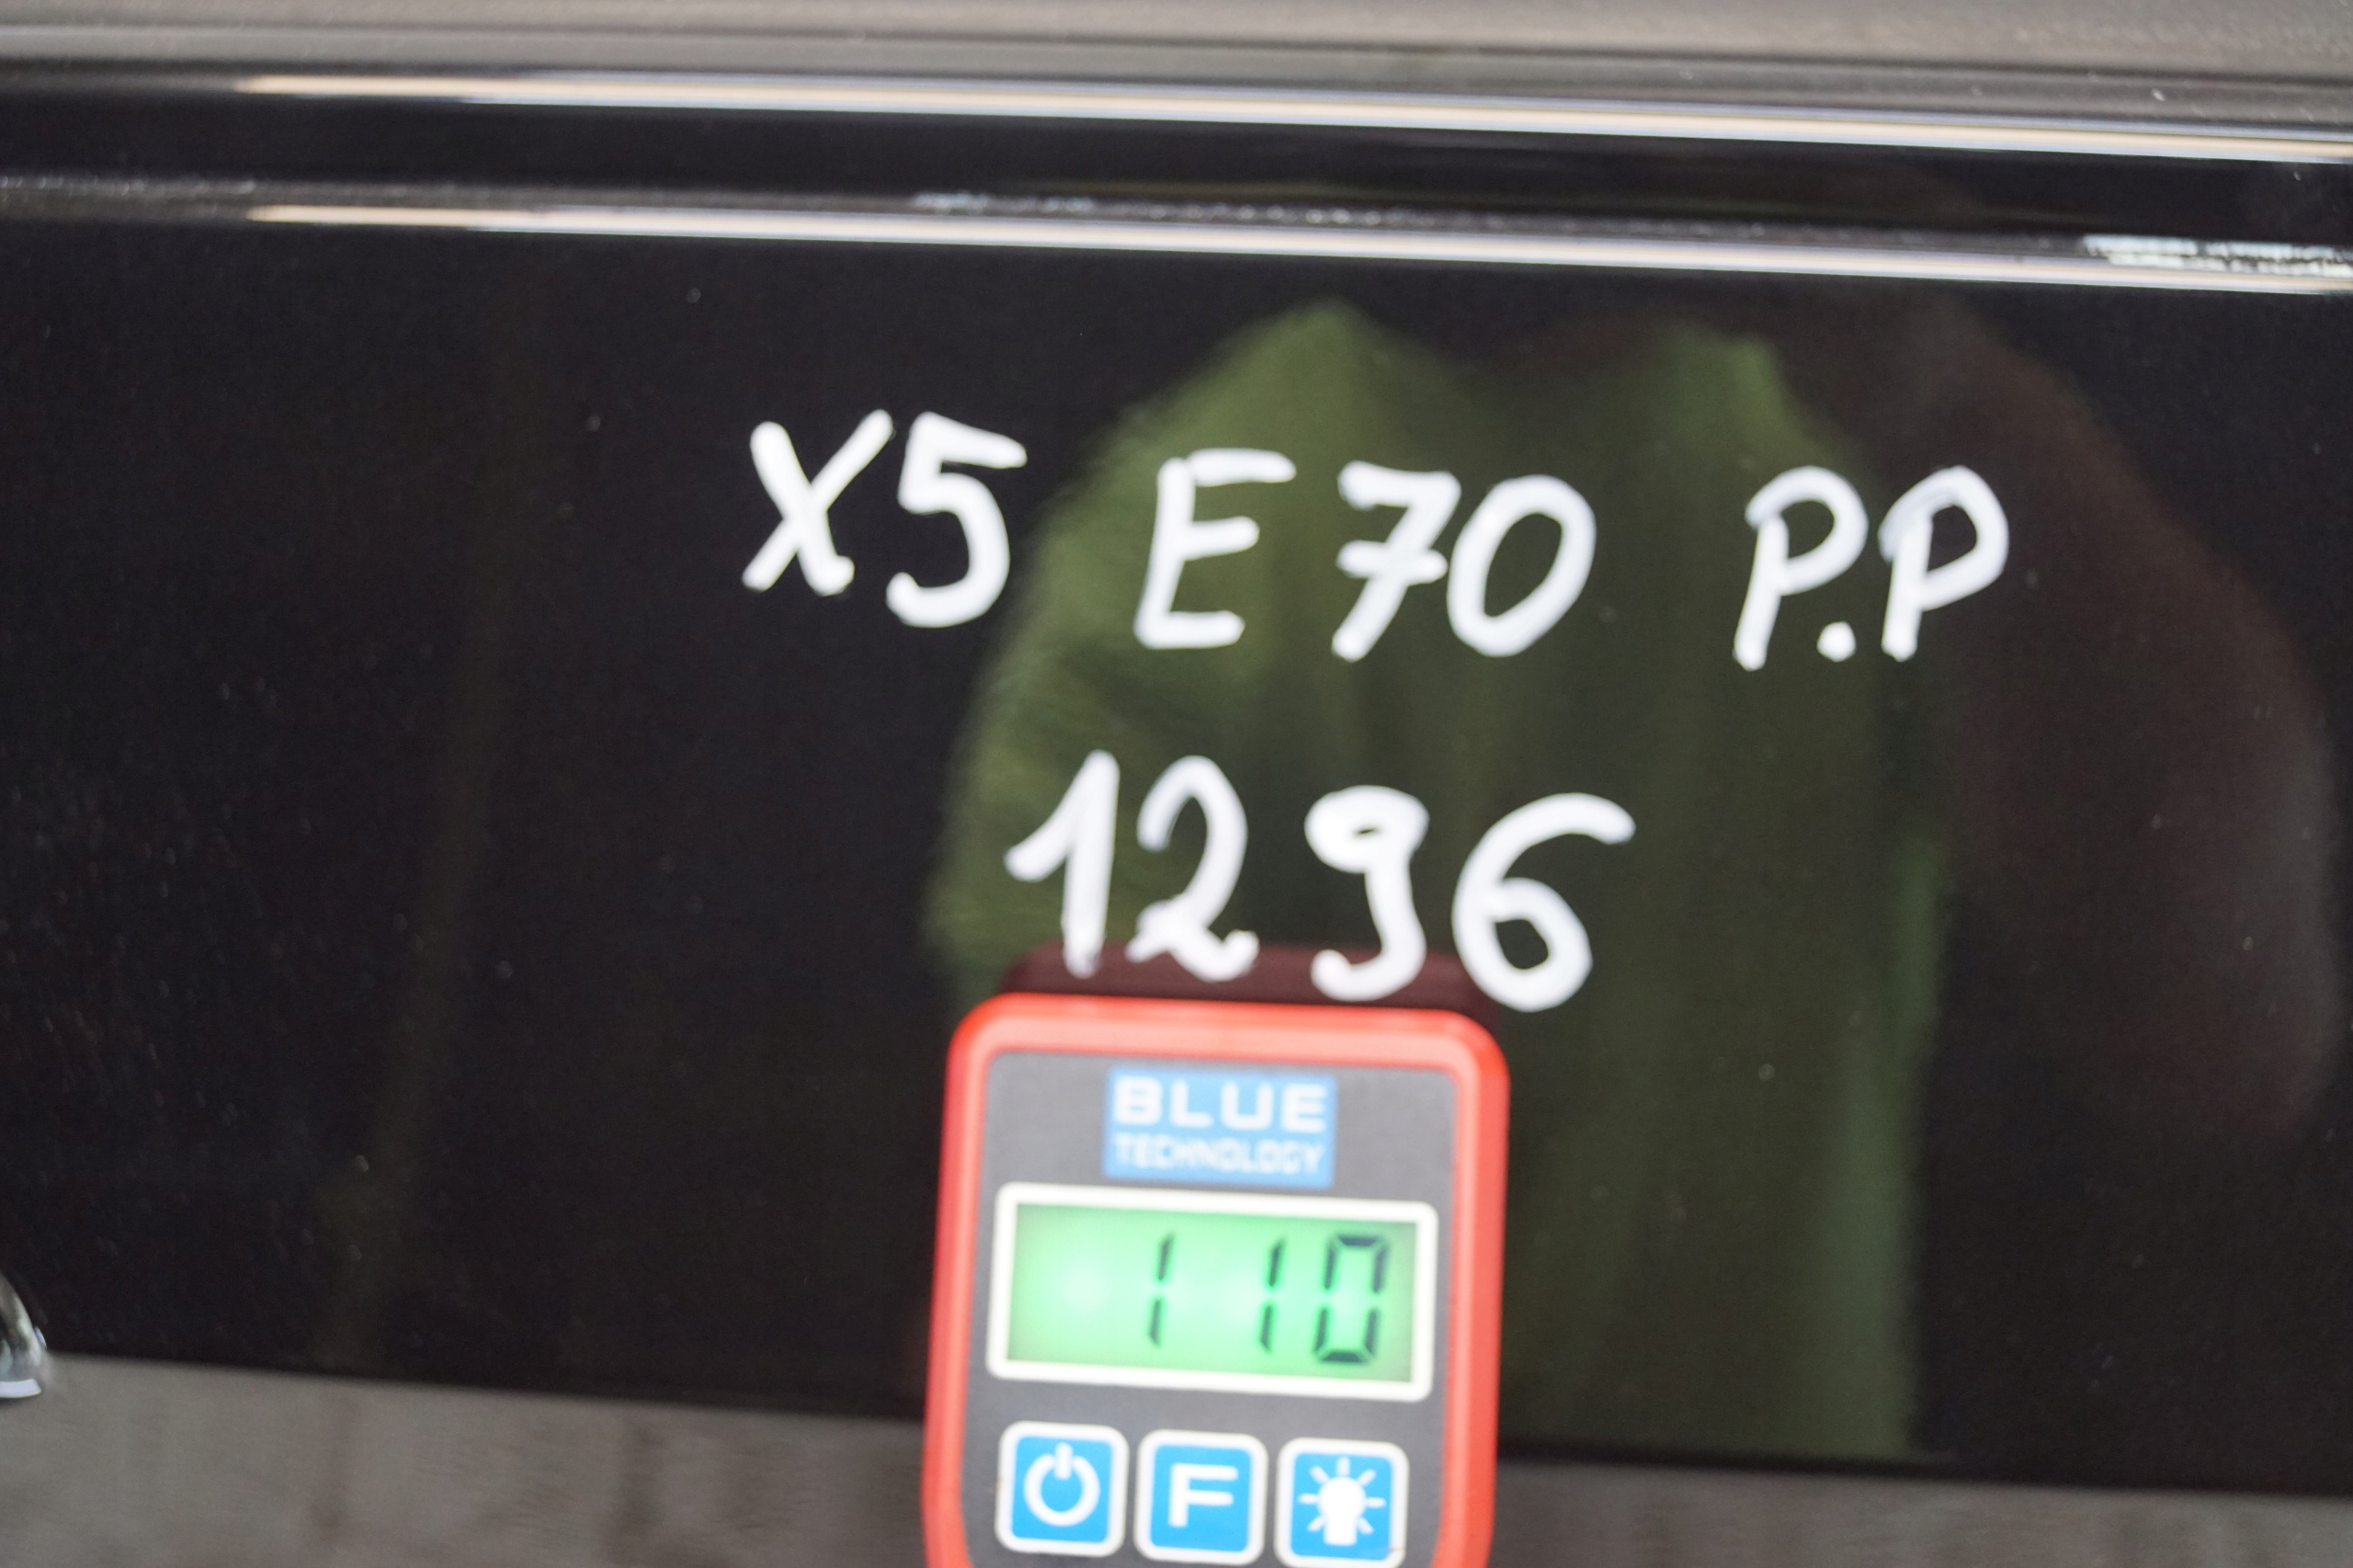 X5 E70 P.P
1296
BLUE
TECHNOLOGY
110
F